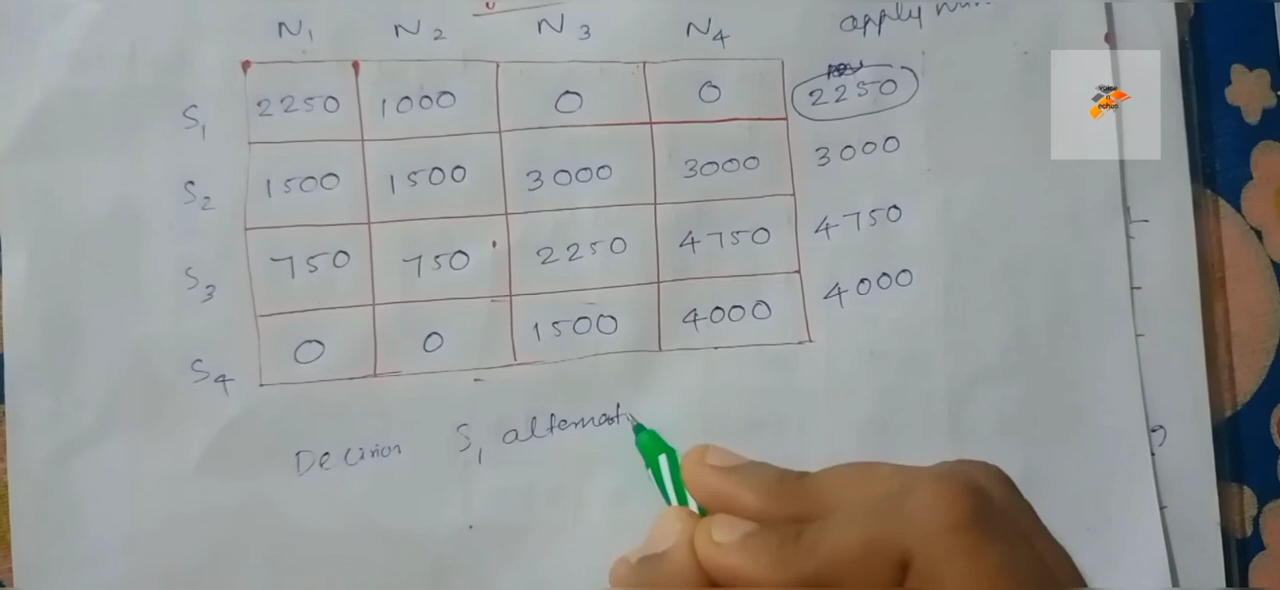 N1 N2 N3 N4 apply
S1 2250 1000 0 0 2250
S2 1500 1500 3000 3000 3000
S3 750 750 2250 4750 4750
S4 0 0 1500 4000 4000
Decision S1 alternat